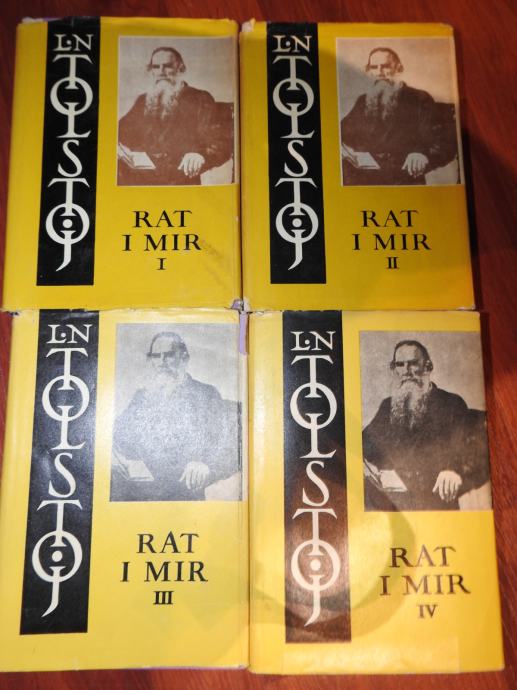 L·N
TOLSTOJ
RAT
I MIR
I
L·N
TOLSTOJ
RAT
I MIR
II
L·N
TOLSTOJ
RAT
I MIR
III
L·N
TOLSTOJ
RAT
I MIR
IV